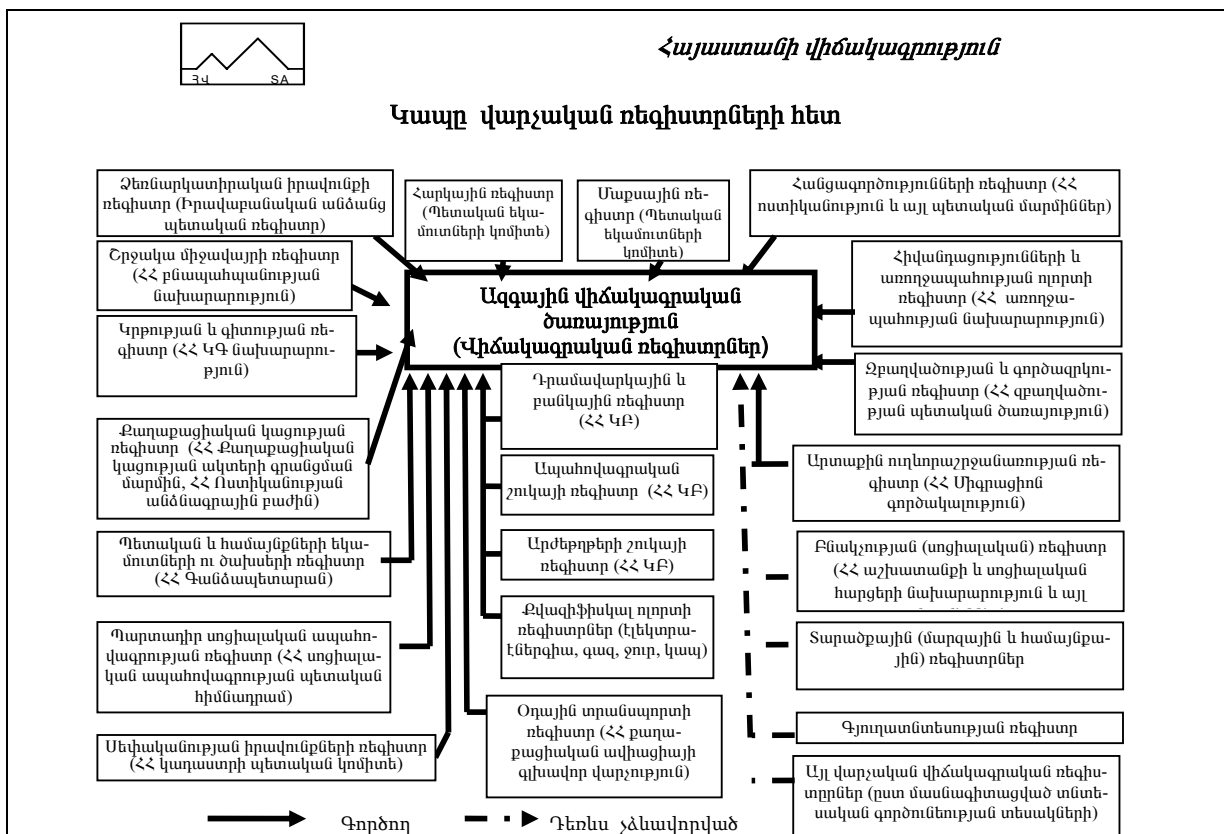 ՅՎ SA
Հայաստանի վիճակագրություն
Կապը վարչական ռեգիստրների հետ
Ձեռնարկատիրական իրավունքի
ռեգիստր (Իրավաբանական անձանց
պետական ռեգիստր)
Հարկային ռեգիստր
(Պետական եկա-
մուտների կոմիտե)
Մաքսային ռե-
գիստր (Պետական
եկամուտների
կոմիտե)
Հանցագործությունների ռեգիստր (ՀՀ
ոստիկանություն և այլ պետական մարմիններ)
Շրջակա միջավայրի ռեգիստր
(ՀՀ բնապահպանության
նախարարություն)
Ազգային վիճակագրական
ծառայություն
(Վիճակագրական ռեգիստրներ)
Հիվանդացությունների և
առողջապահության ոլորտի
ռեգիստր (ՀՀ առողջա-
պահության նախարարություն)
Կրթության և գիտության ռե-
գիստր (ՀՀ ԿԳ նախարարու-
թյուն)
Զբաղվածության և գործազրկու-
թյան ռեգիստր (ՀՀ զբաղվածու-
թյան պետական ծառայություն)
Դրամավարկային և
բանկային ռեգիստր
(ՀՀ ԿԲ)
Քաղաքացիական կացության
ռեգիստր (ՀՀ Քաղաքացիական
կացության ակտերի գրանցման
մարմին, ՀՀ Ոստիկանության
անձնագրային բաժին)
Ապահովագրական
շուկայի ռեգիստր (ՀՀ ԿԲ)
Արտաքին ուղևորաշրջանառության ռե-
գիստր (ՀՀ Միգրացիոն
գործակալություն)
Պետական և համայնքների եկա-
մուտների ու ծախսերի ռեգիստր
(ՀՀ Գանձապետարան)
Արժեթղթերի շուկայի
ռեգիստր (ՀՀ ԿԲ)
Բնակչության (սոցիալական) ռեգիստր
(ՀՀ աշխատանքի և սոցիալական
հարցերի նախարարություն և այլ
Քվազիֆիսկալ ոլորտի
ռեգիստրներ (էլեկտրա-
էներգիա, գազ, ջուր, կապ)
Պարտադիր սոցիալական ապահո-
վագրության ռեգիստր (ՀՀ սոցիալա-
կան ապահովագրության պետական
հիմնադրամ)
Տարածքային (մարզային և համայնքա-
յին) ռեգիստրներ
Օդային տրանսպորտի
ռեգիստր (ՀՀ քաղա-
քացիական ավիացիայի
գլխավոր վարչություն)
Գյուղատնտեսության ռեգիստր
Սեփականության իրավունքների ռեգիստր
(ՀՀ կադաստրի պետական կոմիտե)
Այլ վարչական վիճակագրական ռեգիս-
տըրներ (ըստ մասնագիտացված տնտե-
սական գործունեության տեսակների)
Գործող
Դեռևս չձևավորված